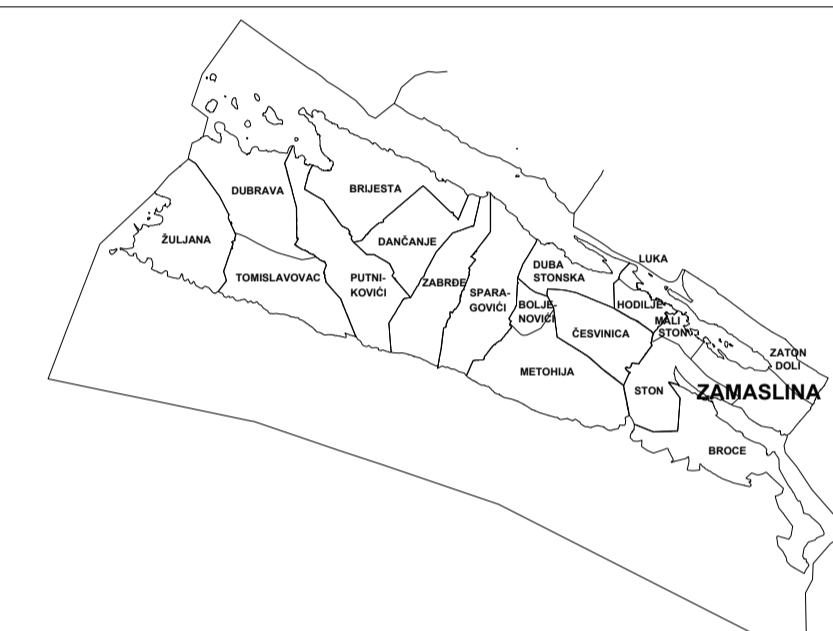 DUBRAVA
BRIJESTA
ŽULJANA
DANČANJE
TOMISLAVOVAC
PUTNI-
KOVIĆI
ZABRĐE
SPARA-
GOVIĆI
DUBA
STONSKA
LUKA
BOLJE-
NOVIĆI
HODILJE
MALI
STON
ČESVINICA
ZATON
DOLI
METOHIJA
STON
ZAMASLINA
BROCE